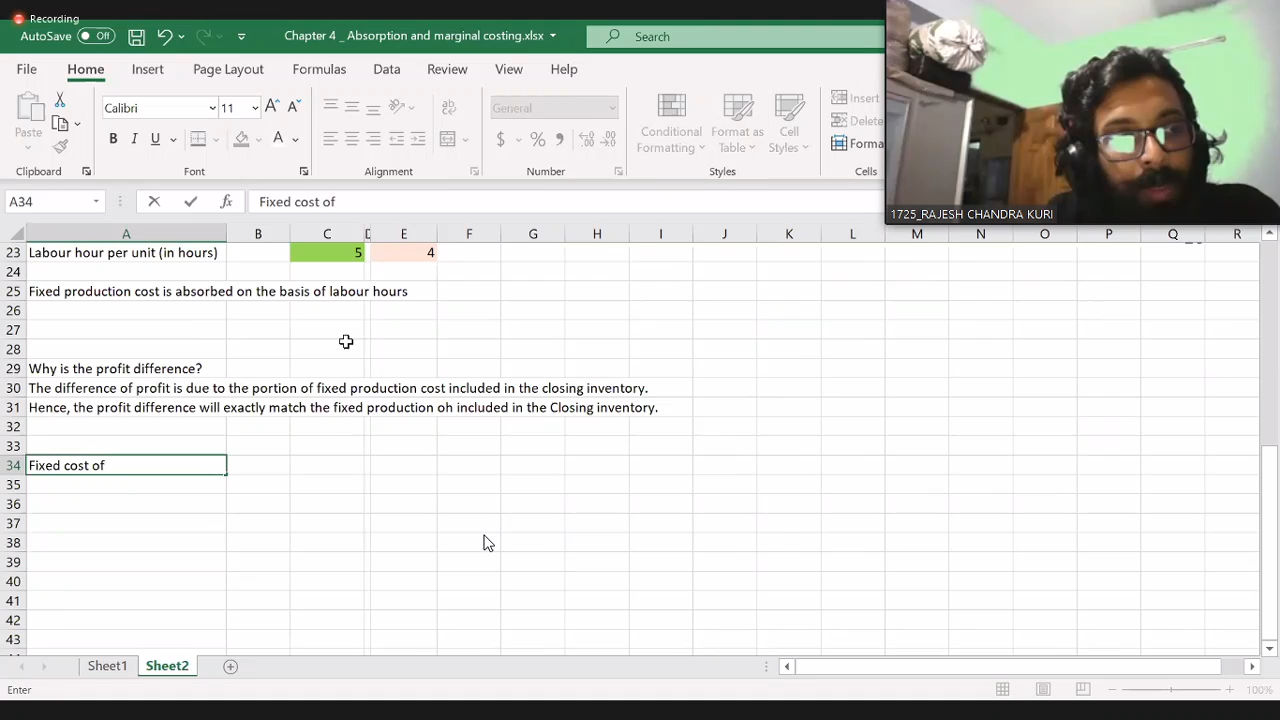 Recording
AutoSave Off Chapter 4 _ Absorption and marginal costing.xlsx Search
File Home Insert Page Layout Formulas Data Review View Help
Paste Calibri 11 General Conditional Formatting Format as Table Cell Styles Insert Delete Forma
Clipboard Font Alignment Number Styles Cells
1725_RAJESH CHANDRA KURI
A34 Fixed cost of
A B C D E F G H I J K L M N O P Q R
23 Labour hour per unit (in hours) 5 4
24
25 Fixed production cost is absorbed on the basis of labour hours
26
27
28
29 Why is the profit difference?
30 The difference of profit is due to the portion of fixed production cost included in the closing inventory.
31 Hence, the profit difference will exactly match the fixed production oh included in the Closing inventory.
32
33
34 Fixed cost of
35
36
37
38
39
40
41
42
43
Sheet1 Sheet2
Enter 100%